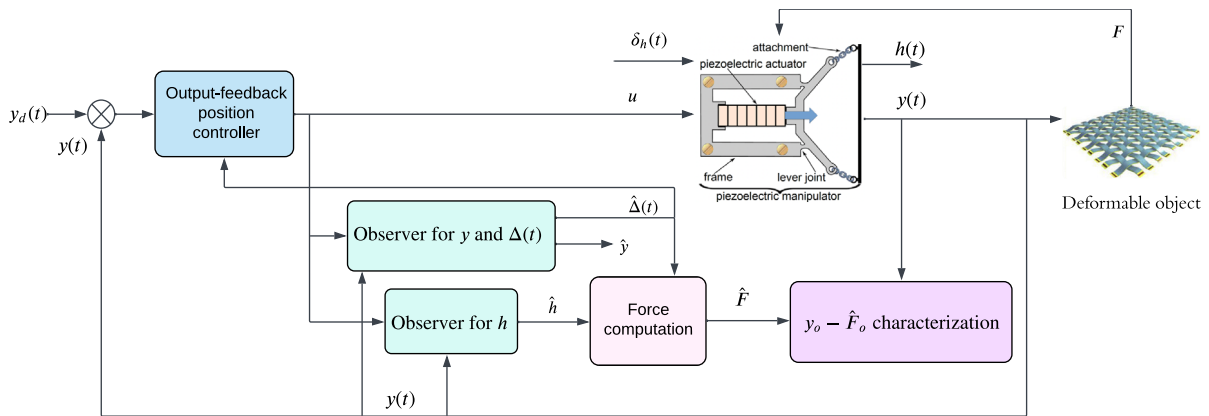 F
δ_h(t)
attachment
piezoelectric actuator
h(t)
Output-feedback
position
controller
y_d(t)
u
y(t)
y(t)
frame
lever joint
piezoelectric manipulator
Deformable object
Δ̂(t)
Observer for y and Δ(t)
ŷ
ĥ
Force
computation
F̂
Observer for h
y_o − F̂_o characterization
y(t)